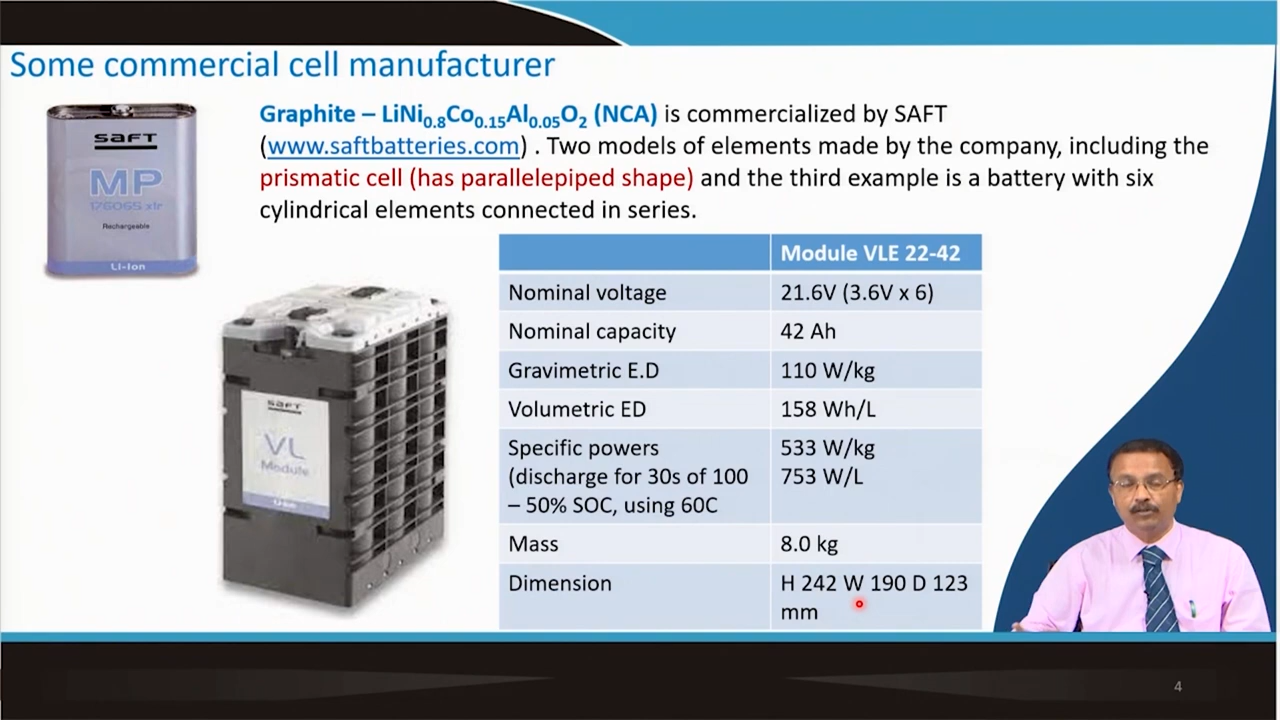 Some commercial cell manufacturer
SAFT
MP
176065 xlr
Rechargeable
Li-Ion
Graphite – LiNi0.8Co0.15Al0.05O2 (NCA) is commercialized by SAFT
(www.saftbatteries.com) . Two models of elements made by the company, including the
prismatic cell (has parallelepiped shape) and the third example is a battery with six
cylindrical elements connected in series.
SAFT
VL
Module
Li-Ion
Module VLE 22-42
Nominal voltage 21.6V (3.6V x 6)
Nominal capacity 42 Ah
Gravimetric E.D 110 W/kg
Volumetric ED 158 Wh/L
Specific powers 533 W/kg
(discharge for 30s of 100 753 W/L
– 50% SOC, using 60C
Mass 8.0 kg
Dimension H 242 W 190 D 123
mm
4